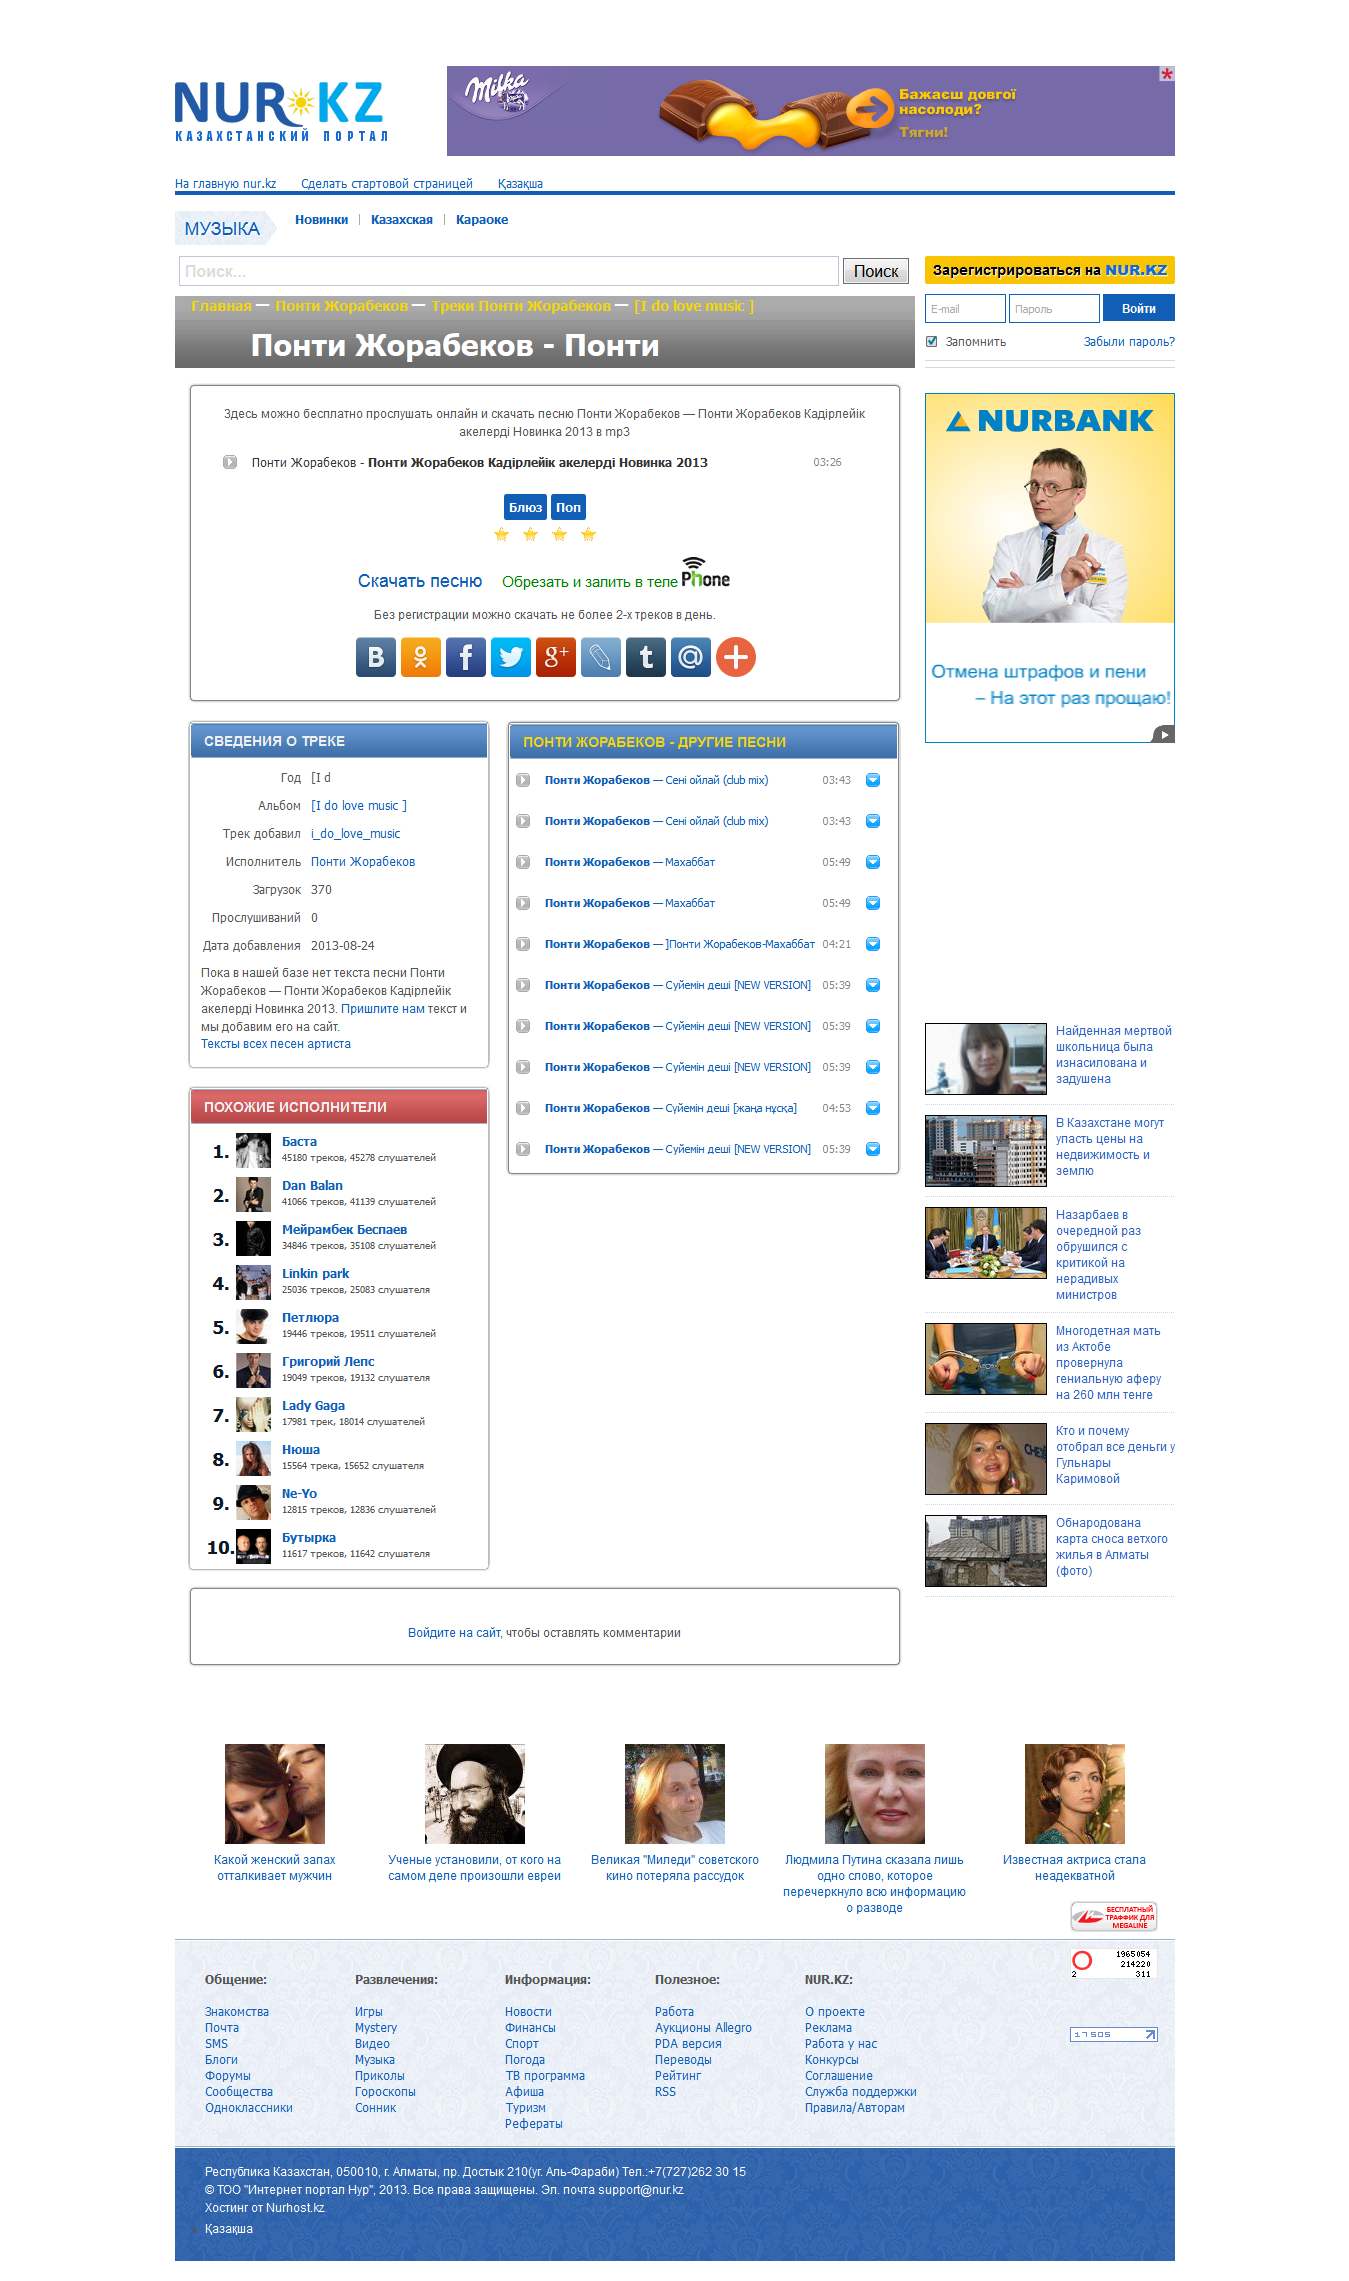 NUR KZ
КАЗАХСТАНСКИЙ ПОРТАЛ
Milka
Бажаєш довгої
насолоди?
Тягни!
На главную nur.kz Сделать стартовой страницей Қазақша
МУЗЫКА Новинки Казахская Караоке
Поиск... Поиск
Зарегистрироваться на NUR.KZ
E-mail Пароль Войти
Запомнить Забыли пароль?
Главная — Понти Жорабеков — Треки Понти Жорабеков — [I do love music ]
Понти Жорабеков - Понти
Здесь можно бесплатно прослушать онлайн и скачать песню Понти Жорабеков — Понти Жорабеков Кадірлейік
акелерді Новинка 2013 в mp3
Понти Жорабеков - Понти Жорабеков Кадірлейік акелерді Новинка 2013 03:26
Блюз Поп
Скачать песню Обрезать и залить в теле Phone
Без регистрации можно скачать не более 2-х треков в день.
NURBANK
Отмена штрафов и пени
– На этот раз прощаю!
СВЕДЕНИЯ О ТРЕКЕ
Год [I d
Альбом [I do love music ]
Трек добавил i_do_love_music
Исполнитель Понти Жорабеков
Загрузок 370
Прослушиваний 0
Дата добавления 2013-08-24
Пока в нашей базе нет текста песни Понти
Жорабеков — Понти Жорабеков Кадірлейік
акелерді Новинка 2013. Пришлите нам текст и
мы добавим его на сайт.
Тексты всех песен артиста
ПОНТИ ЖОРАБЕКОВ - ДРУГИЕ ПЕСНИ
Понти Жорабеков — Сені ойлай (club mix) 03:43
Понти Жорабеков — Сені ойлай (club mix) 03:43
Понти Жорабеков — Махаббат 05:49
Понти Жорабеков — Махаббат 05:49
Понти Жорабеков — ]Понти Жорабеков-Махаббат 04:21
Понти Жорабеков — Суйемін деші [NEW VERSION] 05:39
Понти Жорабеков — Суйемін деші [NEW VERSION] 05:39
Понти Жорабеков — Суйемін деші [NEW VERSION] 05:39
Понти Жорабеков — Сүйемін деші [жаңа нұсқа] 04:53
Понти Жорабеков — Суйемін деші [NEW VERSION] 05:39
ПОХОЖИЕ ИСПОЛНИТЕЛИ
1. Баста
45180 треков, 45278 слушателей
2. Dan Balan
41066 треков, 41139 слушателей
3. Мейрамбек Беспаев
34846 треков, 35108 слушателей
4. Linkin park
25036 треков, 25083 слушателя
5. Петлюра
19446 треков, 19511 слушателей
6. Григорий Лепс
19049 треков, 19132 слушателя
7. Lady Gaga
17981 трек, 18014 слушателей
8. Нюша
15564 трека, 15652 слушателя
9. Ne-Yo
12815 треков, 12836 слушателей
10. Бутырка
11617 треков, 11642 слушателя
Найденная мертвой
школьница была
изнасилована и
задушена
В Казахстане могут
упасть цены на
недвижимость и
землю
Назарбаев в
очередной раз
обрушился с
критикой на
нерадивых
министров
Многодетная мать
из Актобе
провернула
гениальную аферу
на 260 млн тенге
Кто и почему
отобрал все деньги у
Гульнары
Каримовой
Обнародована
карта сноса ветхого
жилья в Алматы
(фото)
Войдите на сайт, чтобы оставлять комментарии
Какой женский запах
отталкивает мужчин
Ученые установили, от кого на
самом деле произошли евреи
Великая "Миледи" советского
кино потеряла рассудок
Людмила Путина сказала лишь
одно слово, которое
перечеркнуло всю информацию
о разводе
Известная актриса стала
неадекватной
БЕСПЛАТНЫЙ
ТРАФФИК ДЛЯ
MEGALINE
1965054
214220
2 311
17505
Общение:
Знакомства
Почта
SMS
Блоги
Форумы
Сообщества
Одноклассники
Развлечения:
Игры
Mystery
Видео
Музыка
Приколы
Гороскопы
Сонник
Информация:
Новости
Финансы
Спорт
Погода
ТВ программа
Афиша
Туризм
Рефераты
Полезное:
Работа
Аукционы Allegro
PDA версия
Переводы
Рейтинг
RSS
NUR.KZ:
О проекте
Реклама
Работа у нас
Конкурсы
Соглашение
Служба поддержки
Правила/Авторам
Республика Казахстан, 050010, г. Алматы, пр. Достык 210(уг. Аль-Фараби) Тел.:+7(727)262 30 15
© ТОО "Интернет портал Нур", 2013. Все права защищены. Эл. почта support@nur.kz
Хостинг от Nurhost.kz
Қазақша